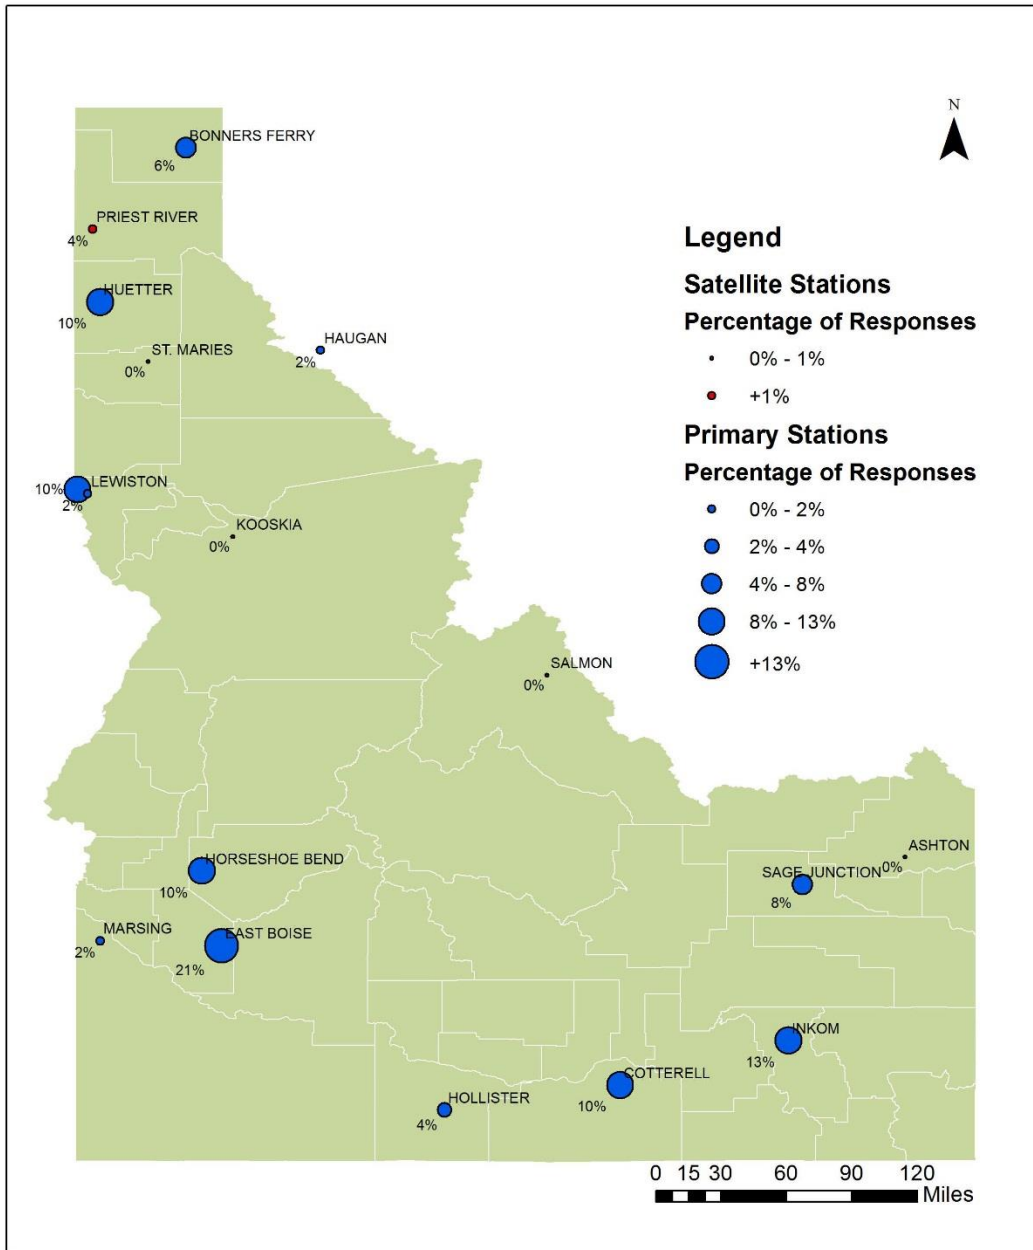 N
BONNERS FERRY
6%
PRIEST RIVER
4%
HUETTER
10%
ST. MARIES
0%
HAUGAN
2%
LEWISTON
10%
2%
KOOSKIA
0%
SALMON
0%
HORSESHOE BEND
10%
MARSING
2%
EAST BOISE
21%
ASHTON
0%
SAGE JUNCTION
8%
INKOM
13%
COTTERELL
10%
HOLLISTER
4%
Legend
Satellite Stations
Percentage of Responses
0% - 1%
+1%
Primary Stations
Percentage of Responses
0% - 2%
2% - 4%
4% - 8%
8% - 13%
+13%
0 15 30 60 90 120
Miles